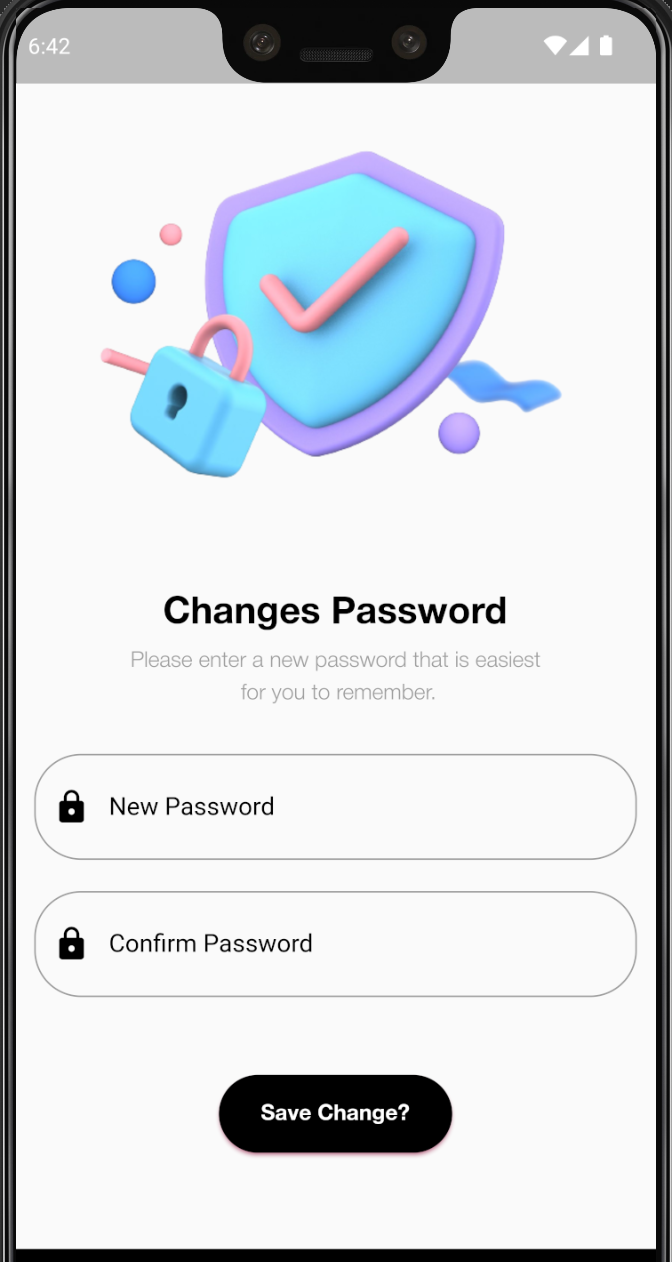 6:42
Changes Password
Please enter a new password that is easiest
for you to remember.
New Password
Confirm Password
Save Change?